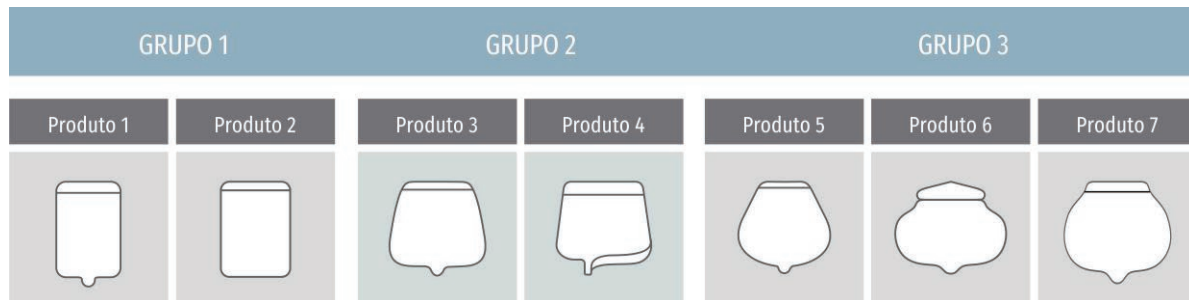 GRUPO 1
GRUPO 2
GRUPO 3
Produto 1
Produto 2
Produto 3
Produto 4
Produto 5
Produto 6
Produto 7